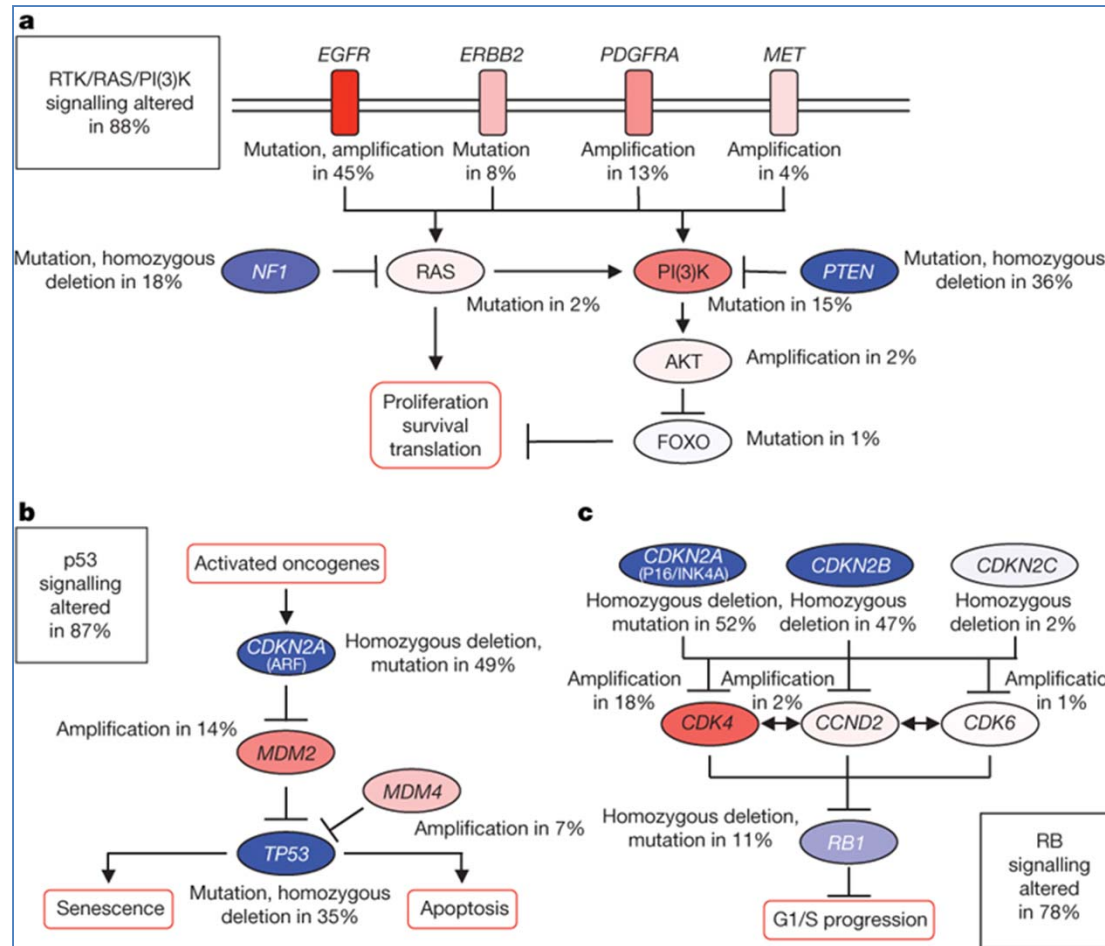 a
RTK/RAS/PI(3)K
signalling altered
in 88%
EGFR
ERBB2
PDGFRA
MET
Mutation, amplification
in 45%
Mutation
in 8%
Amplification
in 13%
Amplification
in 4%
Mutation, homozygous
deletion in 18%
NF1
RAS
Mutation in 2%
PI(3)K
Mutation in 15%
PTEN
Mutation, homozygous
deletion in 36%
AKT
Amplification in 2%
Proliferation
survival
translation
FOXO
Mutation in 1%
b
p53
signalling
altered
in 87%
Activated oncogenes
CDKN2A
(ARF)
Homozygous deletion,
mutation in 49%
Amplification in 14%
MDM2
MDM4
Amplification in 7%
TP53
Mutation, homozygous
deletion in 35%
Senescence
Apoptosis
c
CDKN2A
(P16/INK4A)
CDKN2B
CDKN2C
Homozygous deletion,
mutation in 52%
Homozygous
deletion in 47%
Homozygous
deletion in 2%
Amplification
in 18%
Amplification
in 2%
Amplificatio
in 1%
CDK4
CCND2
CDK6
Homozygous deletion,
mutation in 11%
RB1
G1/S progression
RB
signalling
altered
in 78%